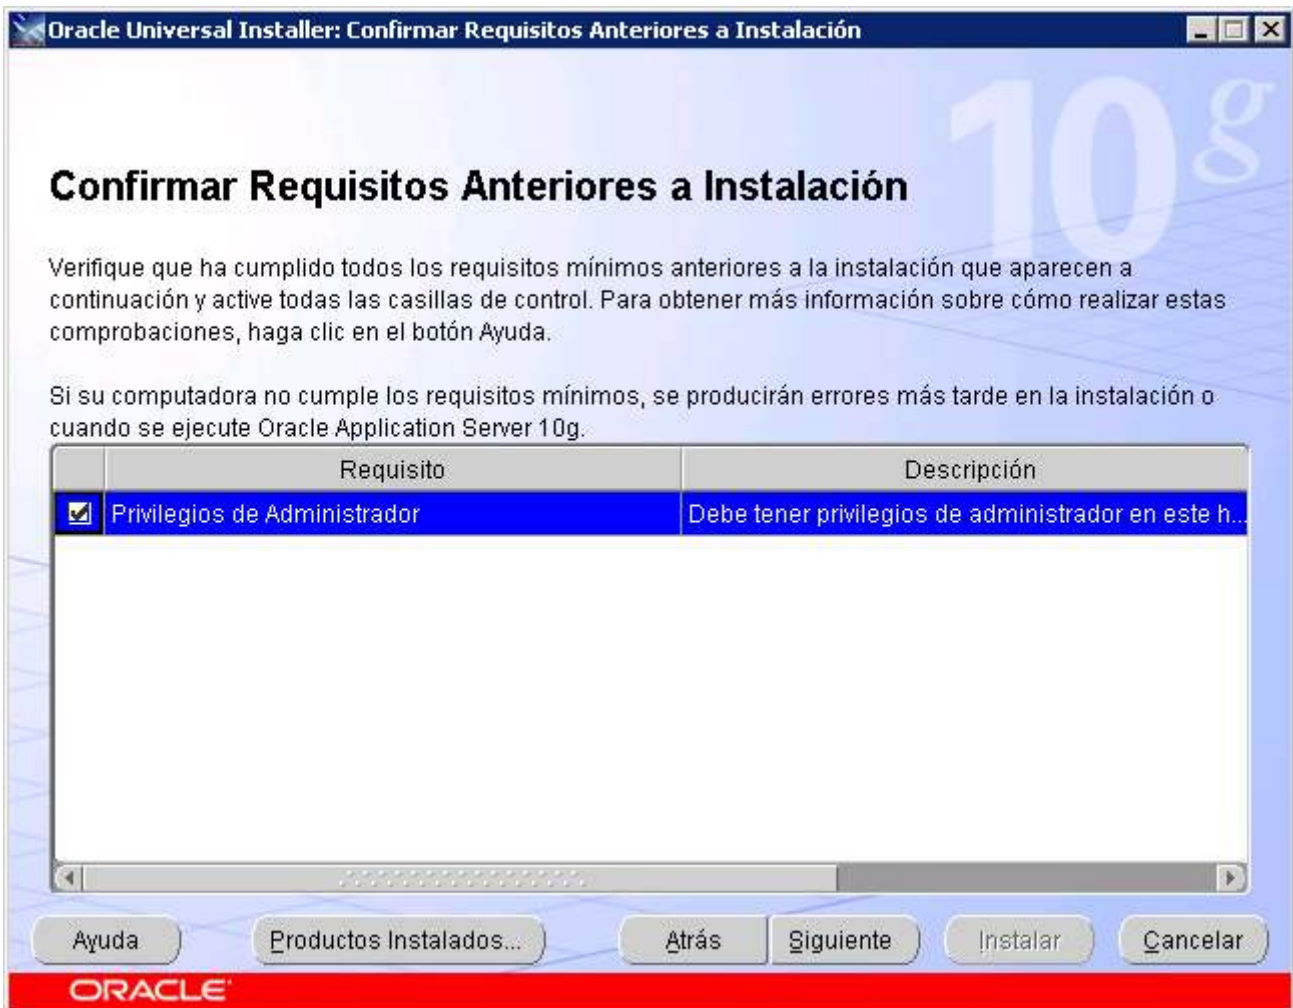 Oracle Universal Installer: Confirmar Requisitos Anteriores a Instalación
10g
Confirmar Requisitos Anteriores a Instalación
Verifique que ha cumplido todos los requisitos mínimos anteriores a la instalación que aparecen a
continuación y active todas las casillas de control. Para obtener más información sobre cómo realizar estas
comprobaciones, haga clic en el botón Ayuda.
Si su computadora no cumple los requisitos mínimos, se producirán errores más tarde en la instalación o
cuando se ejecute Oracle Application Server 10g.
Requisito Descripción
Privilegios de Administrador Debe tener privilegios de administrador en este h...
Ayuda Productos Instalados... Atrás Siguiente Instalar Cancelar
ORACLE